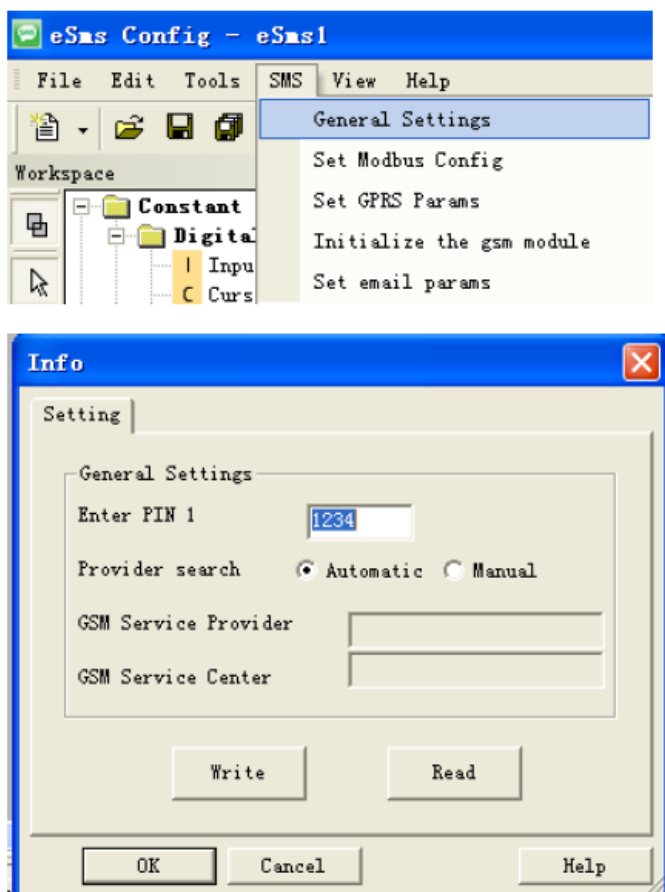 eSms Config - eSms1
File Edit Tools SMS View Help
General Settings
Set Modbus Config
Set GPRS Params
Initialize the gsm module
Set email params
Workspace
Constant
Digital
I Inpu
C Curs
Info
Setting
General Settings
Enter PIN 1 1234
Provider search Automatic Manual
GSM Service Provider
GSM Service Center
Write Read
OK Cancel Help